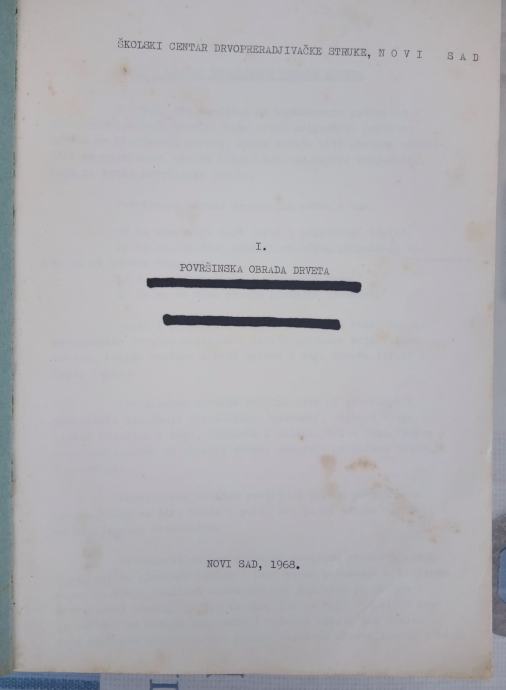 ŠKOLSKI CENTAR DRVOPRERADJIVAČKE STRUKE, N O V I S A D
I.
POVRŠINSKA OBRADA DRVETA
NOVI SAD, 1968.